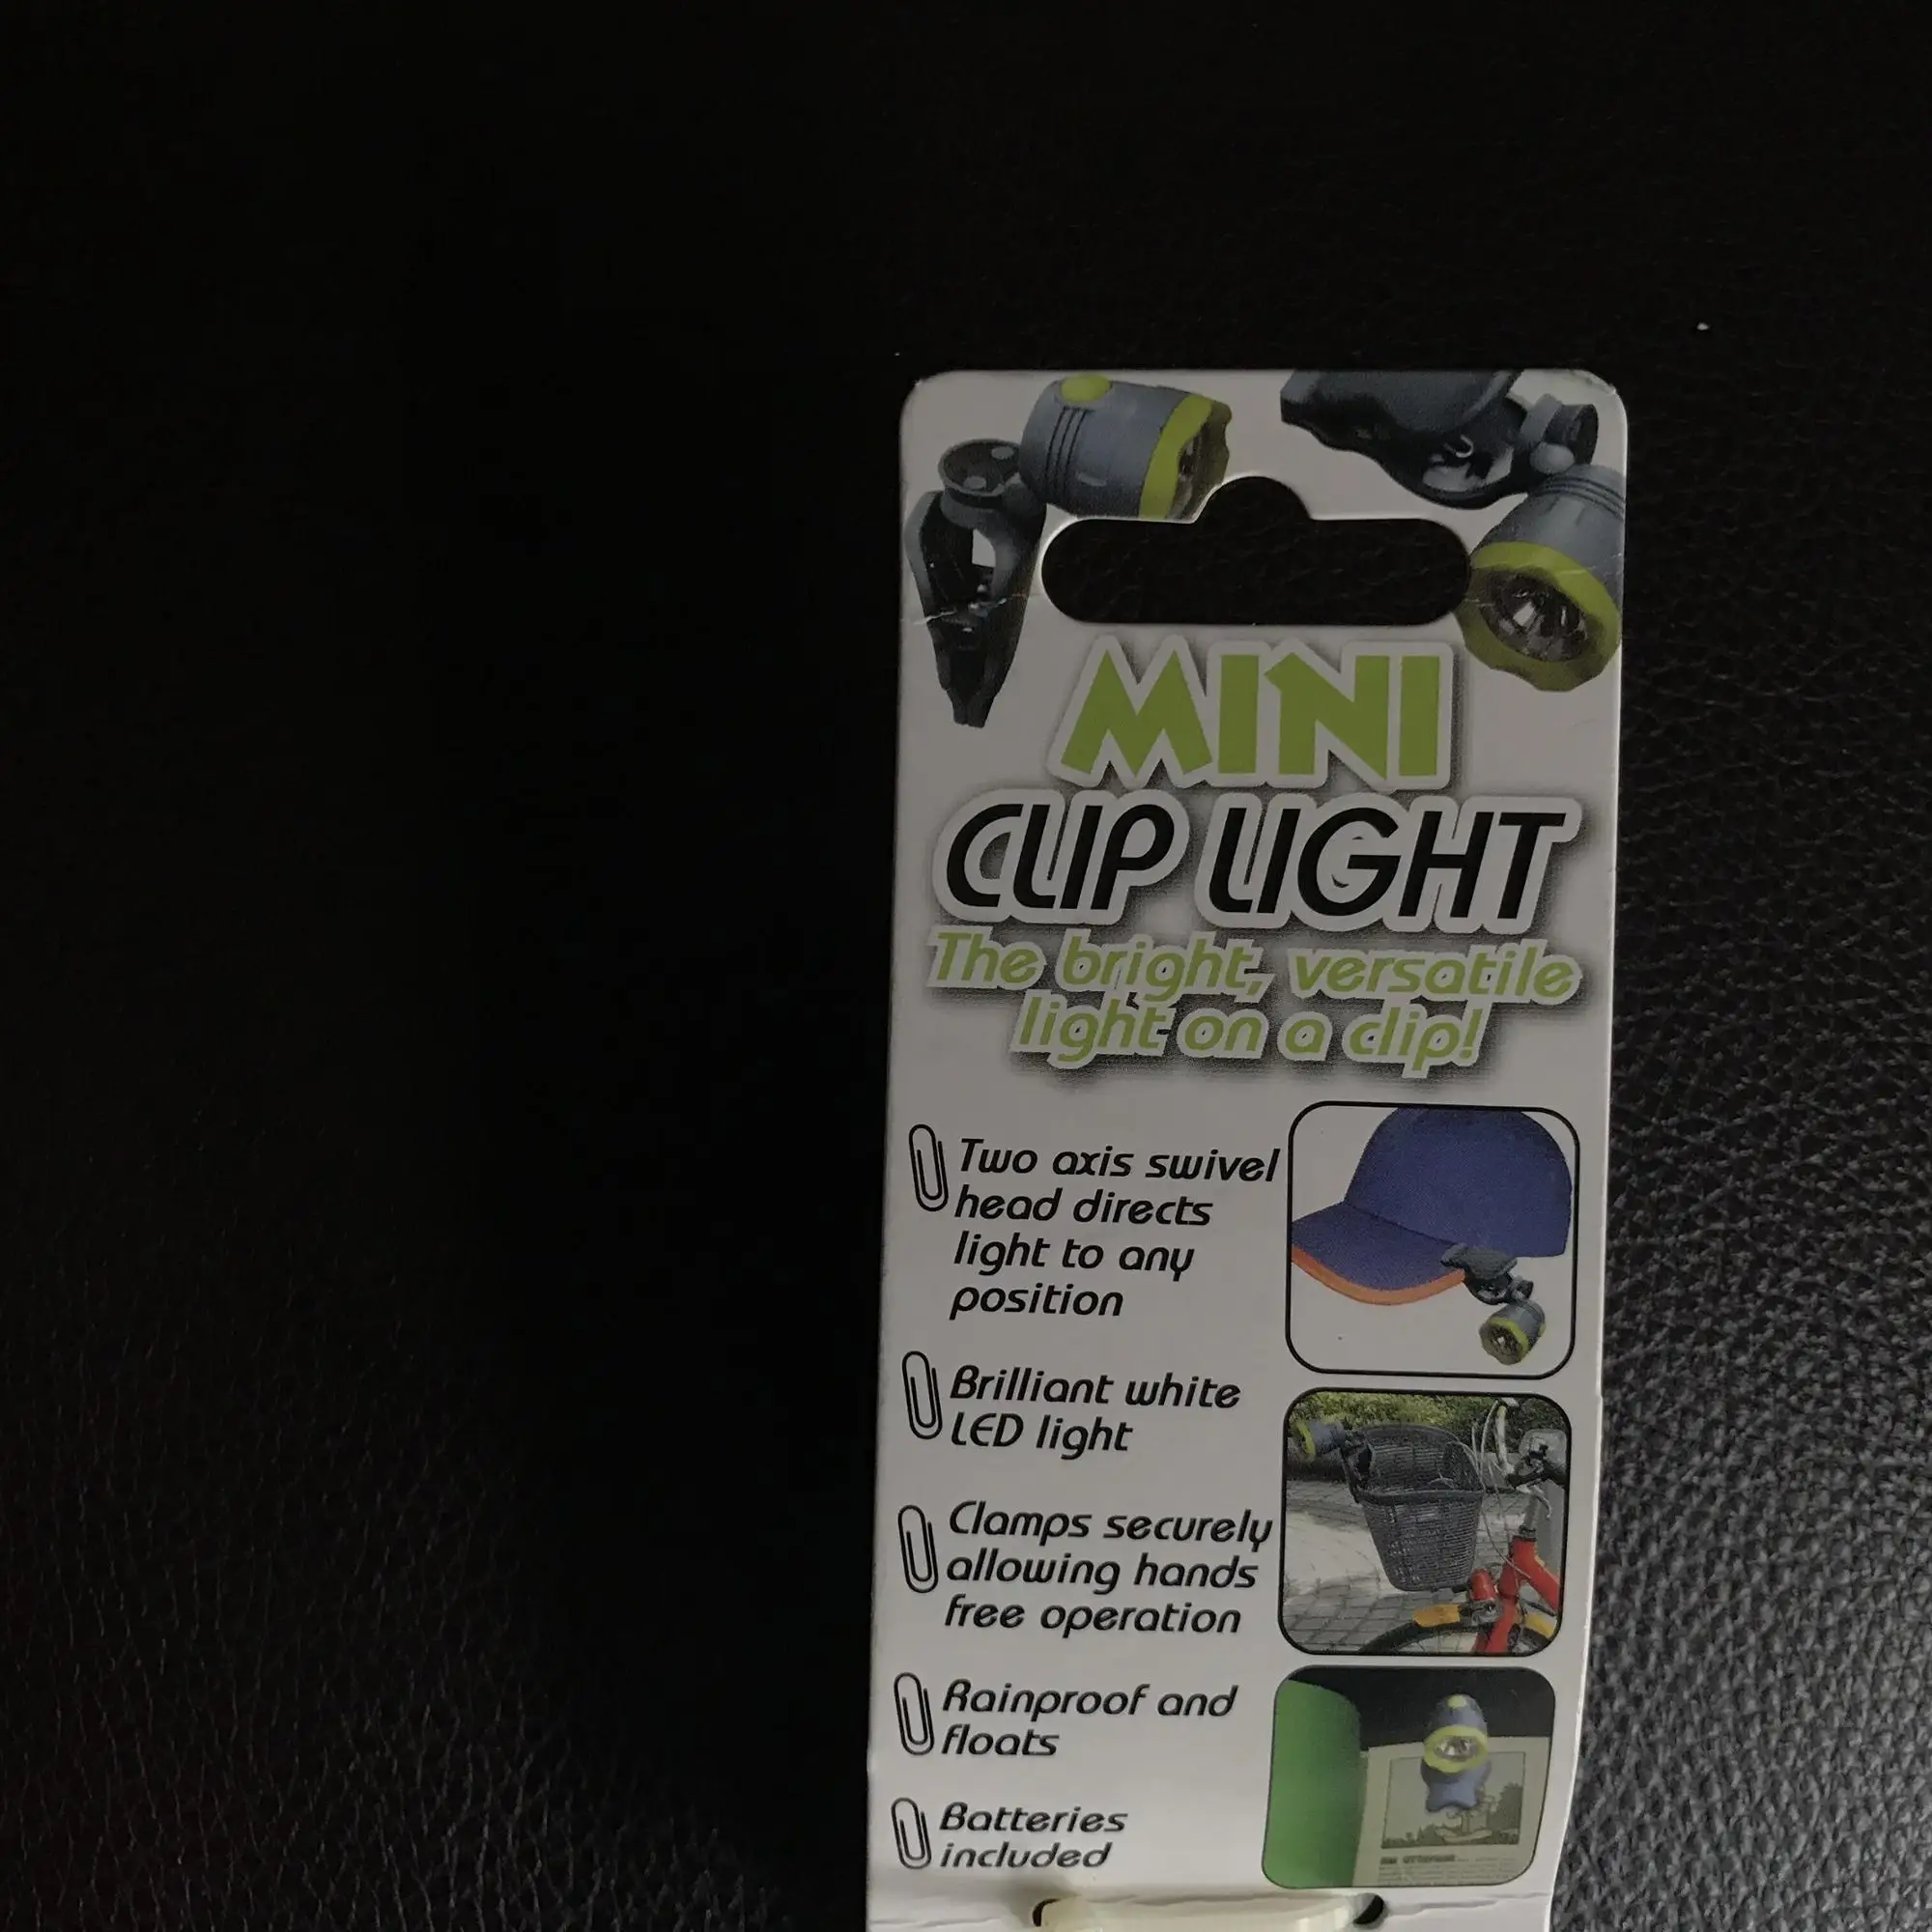 MINI
CLIP LIGHT
The bright, versatile
light on a clip!
Two axis swivel
head directs
light to any
position
Brilliant white
LED light
Clamps securely
allowing hands
free operation
Rainproof and
floats
Batteries
included